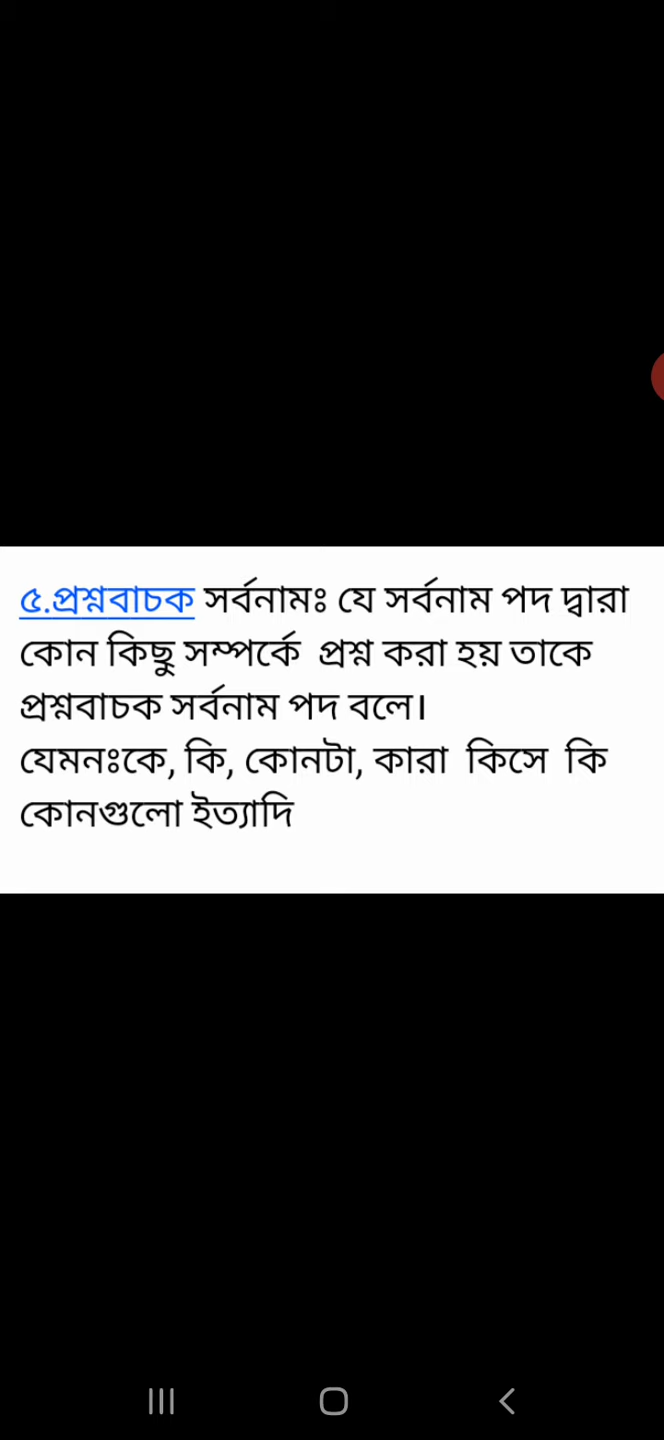 ৫.প্রশ্নবাচক সর্বনামঃ যে সর্বনাম পদ দ্বারা
কোন কিছু সম্পর্কে প্রশ্ন করা হয় তাকে
প্রশ্নবাচক সর্বনাম পদ বলে।
যেমনঃকে, কি, কোনটা, কারা কিসে কি
কোনগুলো ইত্যাদি